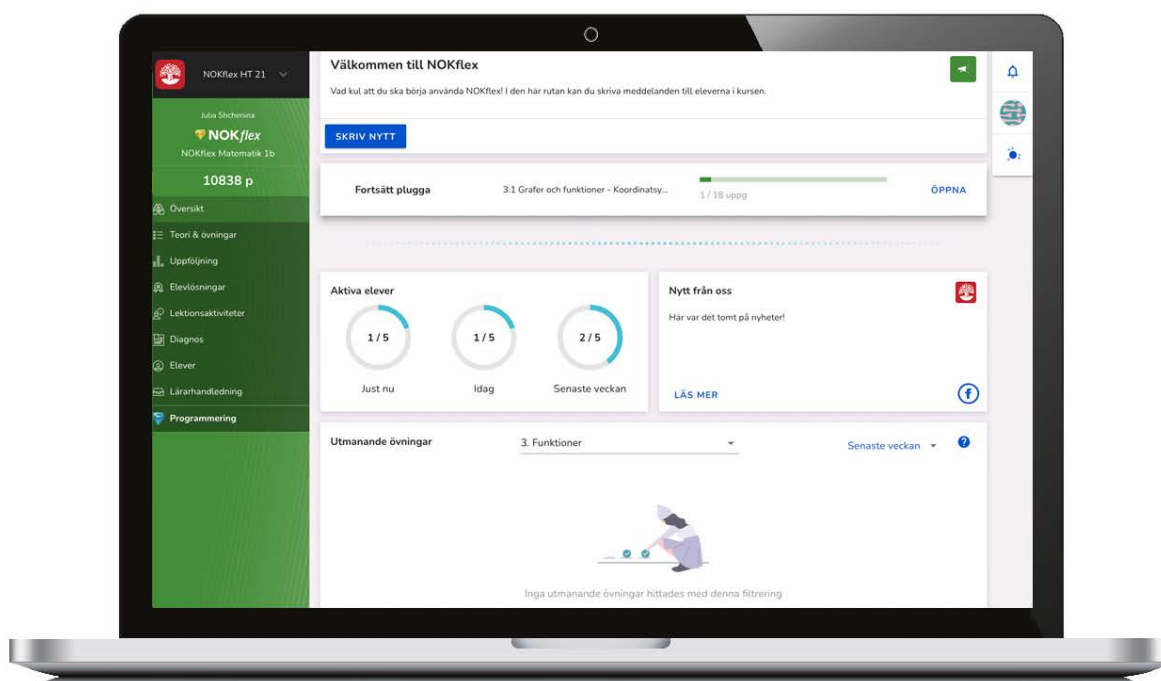 NOKflex HT 21
Julia Shchenina
NOKflex
NOKflex Matematik 1b
10838 p
Översikt
Teori & övningar
Uppföljning
Elevlösningar
Lektionsaktiviteter
Diagnos
Elever
Lärarhandledning
Programmering
Välkommen till NOKflex
Vad kul att du ska börja använda NOKflex! I den här rutan kan du skriva meddelanden till eleverna i kursen.
SKRIV NYTT
Fortsätt plugga
3.1 Grafer och funktioner - Koordinatsy...
1 / 18 uppg
ÖPPNA
Aktiva elever
1 / 5
1 / 5
2 / 5
Just nu
Idag
Senaste veckan
Nytt från oss
Här var det tomt på nyheter!
LÄS MER
Utmanande övningar
3. Funktioner
Senaste veckan
?
Inga utmanande övningar hittades med denna filtrering